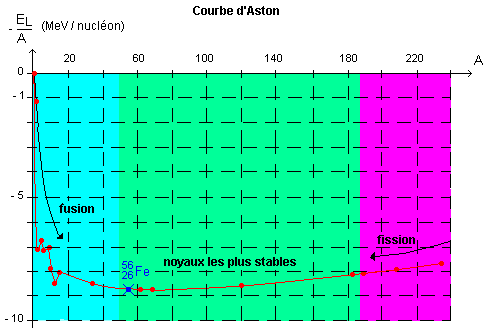 Courbe d'Aston
- EL/A (MeV / nucléon)
20 60 100 140 180 220 A
0
- 1
- 5
- 10
fusion
fission
noyaux les plus stables
56
26 Fe